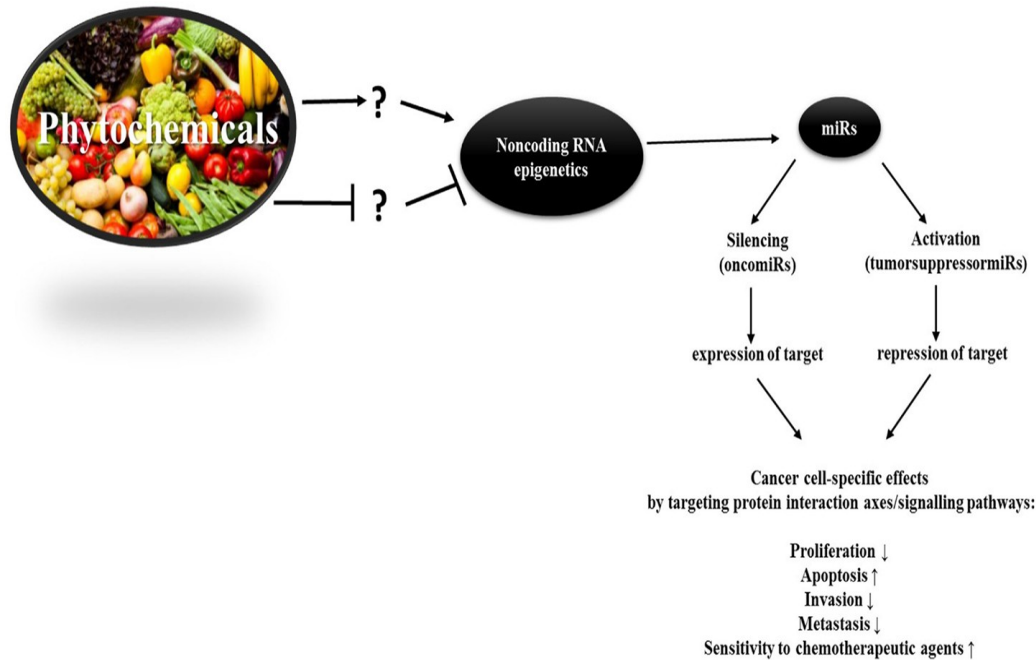 Phytochemicals
?
?
Noncoding RNA
epigenetics
miRs
Silencing
(oncomiRs)
Activation
(tumorsuppressormiRs)
expression of target
repression of target
Cancer cell-specific effects
by targeting protein interaction axes/signalling pathways:
Proliferation ↓
Apoptosis ↑
Invasion ↓
Metastasis ↓
Sensitivity to chemotherapeutic agents ↑